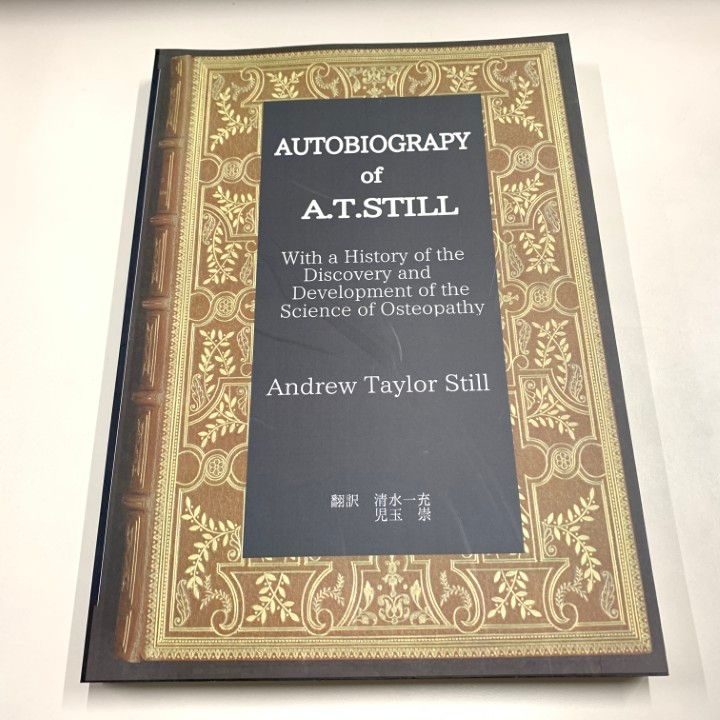 AUTOBIOGRAPY
of
A.T.STILL
With a History of the
Discovery and
Development of the
Science of Osteopathy
Andrew Taylor Still
翻訳 清水一充
児玉 崇